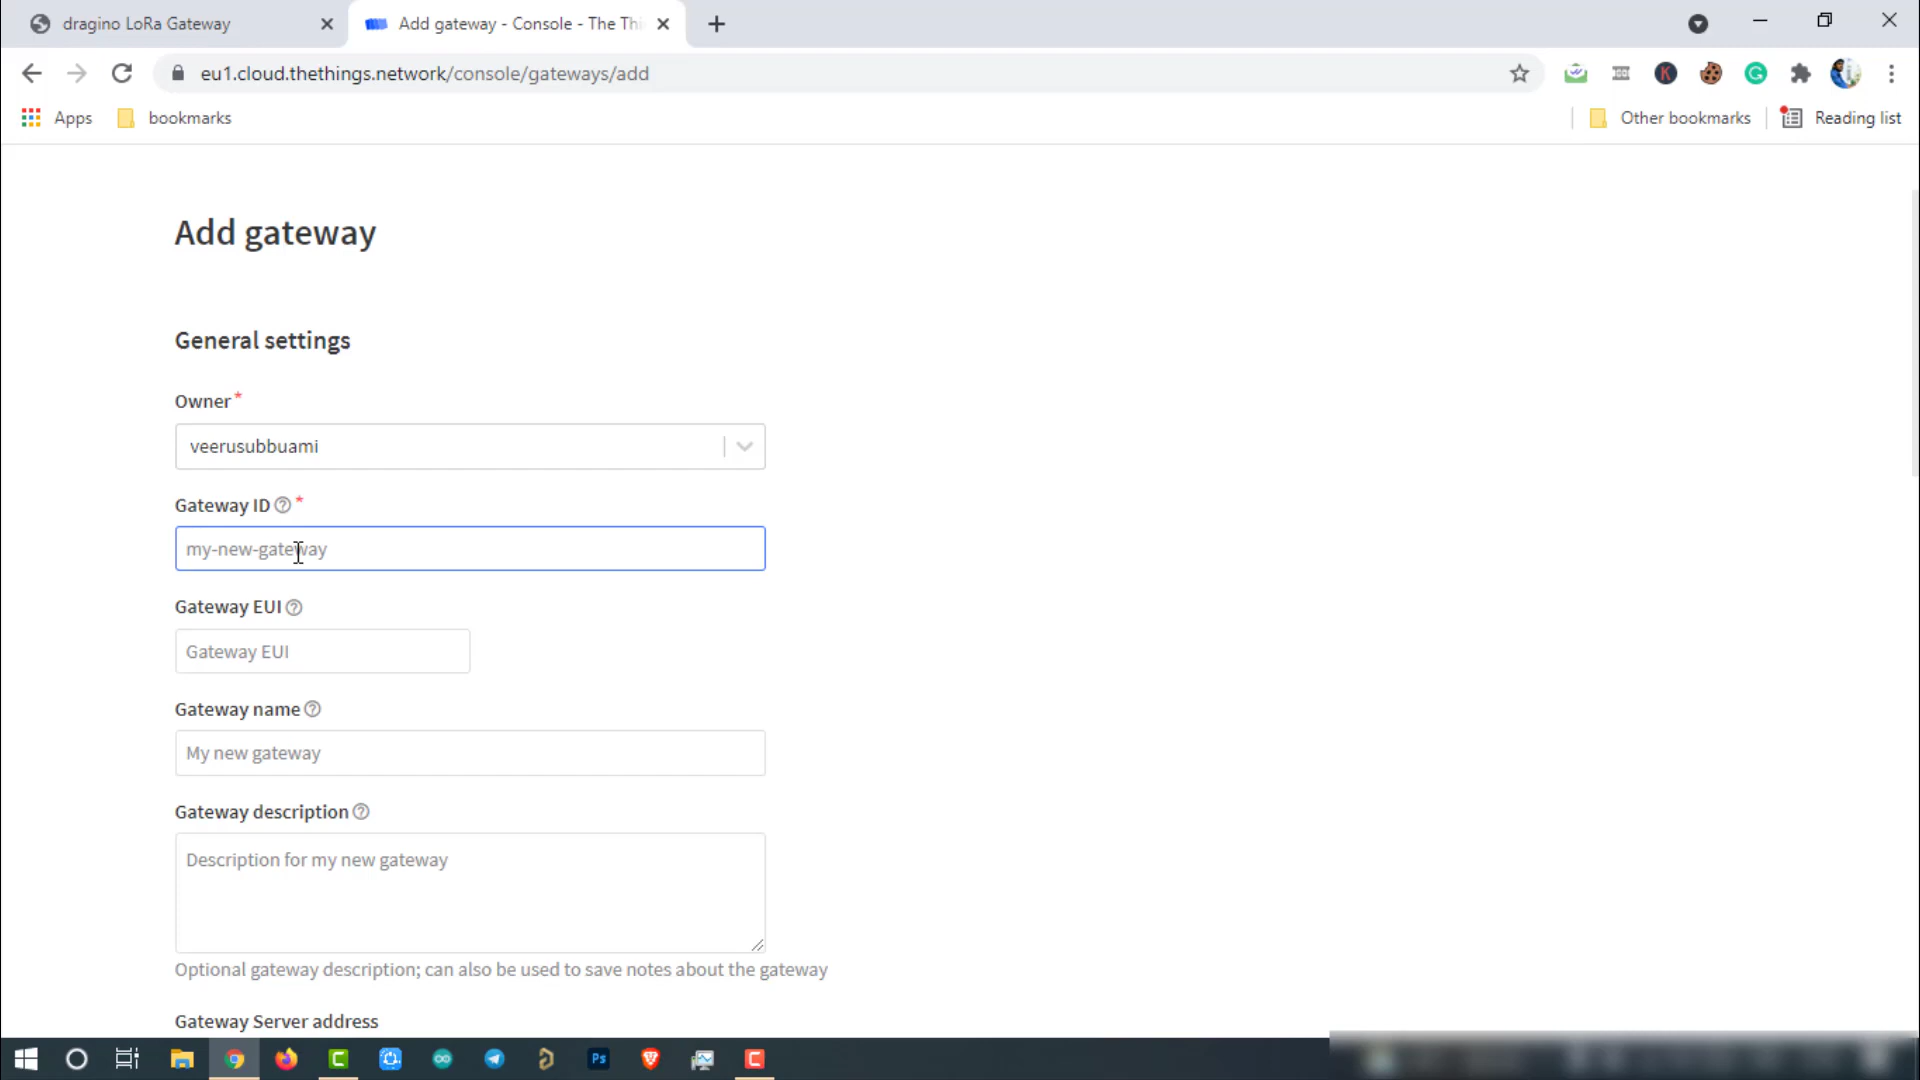 dragino LoRa Gateway
Add gateway - Console - The Thi
eu1.cloud.thethings.network/console/gateways/add
Apps
bookmarks
Other bookmarks
Reading list
Add gateway
General settings
Owner *
veerusubbuami
Gateway ID ? *
my-new-gateway
Gateway EUI ?
Gateway EUI
Gateway name ?
My new gateway
Gateway description ?
Description for my new gateway
Optional gateway description; can also be used to save notes about the gateway
Gateway Server address